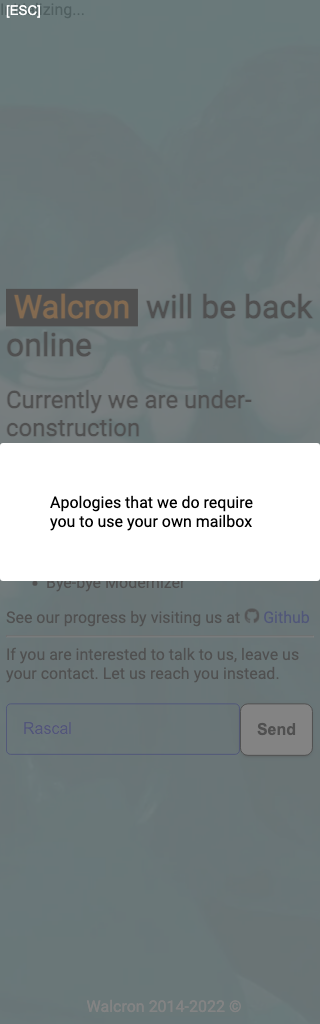 [ESC]
zing...
Walcron will be back
online
Currently we are under-
construction
Apologies that we do require
you to use your own mailbox
Bye-bye Modernizer
See our progress by visiting us at Github
If you are interested to talk to us, leave us
your contact. Let us reach you instead.
Rascal
Send
Walcron 2014-2022 ©